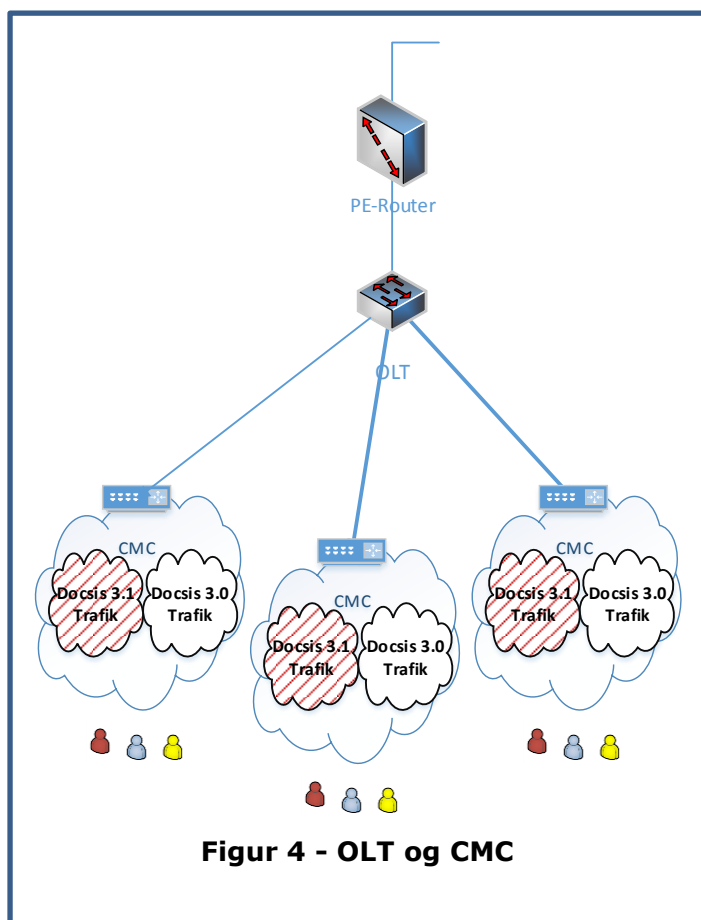 PE-Router
OLT
CMC
Docsis 3.1
Trafik
Docsis 3.0
Trafik
CMC
Docsis 3.1
Trafik
Docsis 3.0
Trafik
CMC
Docsis 3.1
Trafik
Docsis 3.0
Trafik
Figur 4 - OLT og CMC